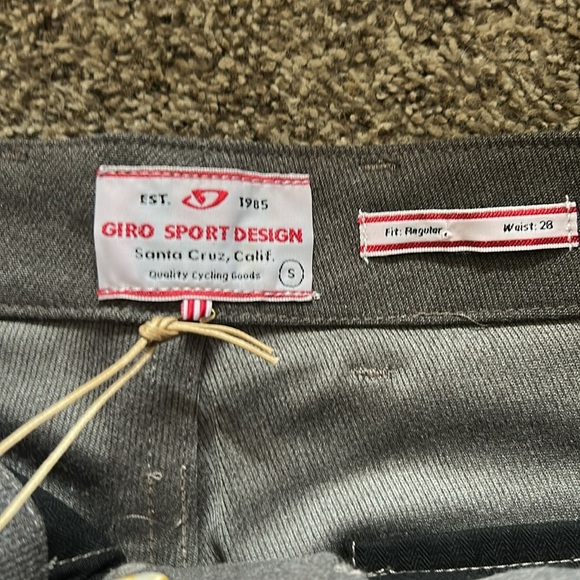 EST. 1985
GIRO SPORT DESIGN
Santa Cruz, Calif.
Quality Cycling Goods S
Fit: Regular, Waist: 28